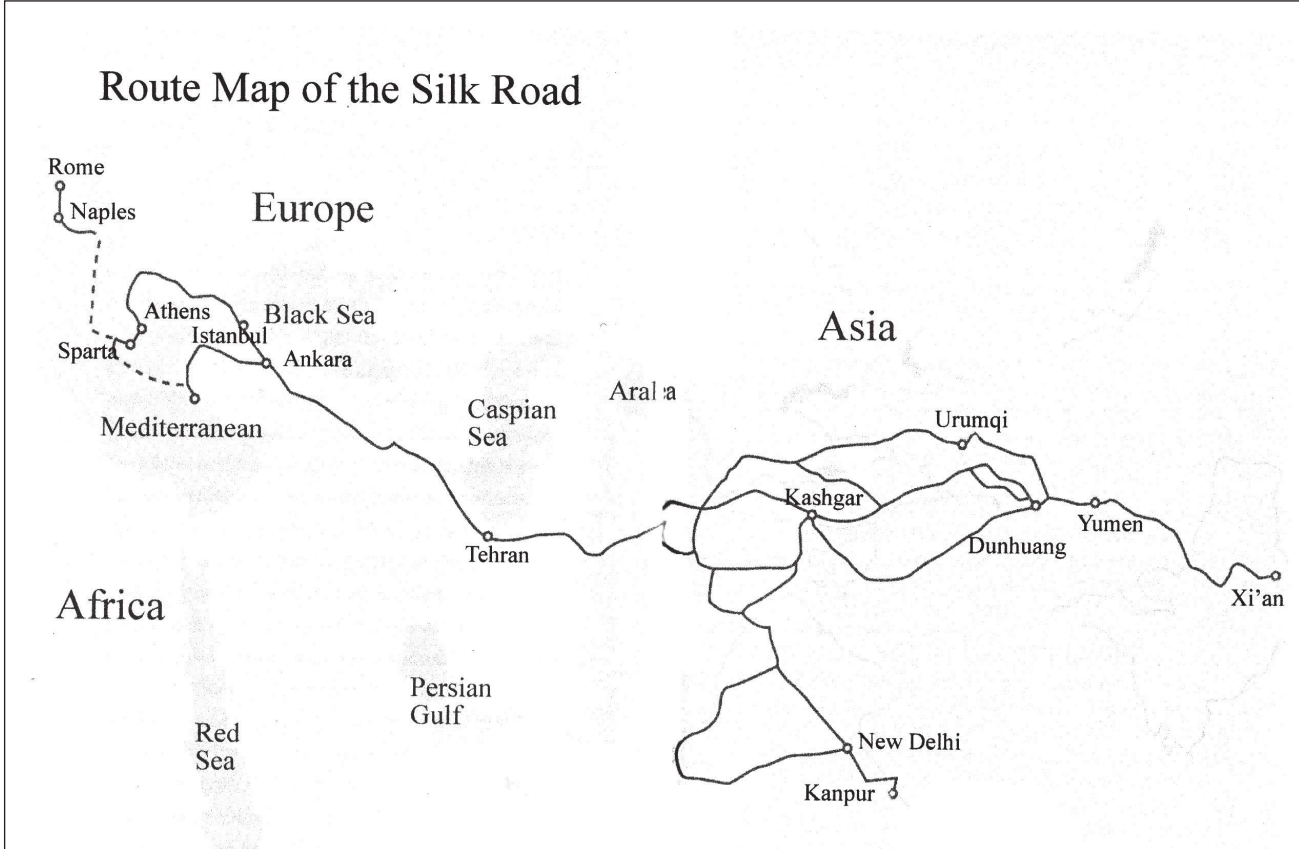 Route Map of the Silk Road
Rome
Naples
Europe
Athens
Black Sea
Istanbul
Asia
Sparta
Ankara
Aral
Caspian
Sea
Mediterranean
Urumqi
Kashgar
Yumen
Tehran
Dunhuang
Xi’an
Africa
Persian
Gulf
Red
Sea
New Delhi
Kanpur